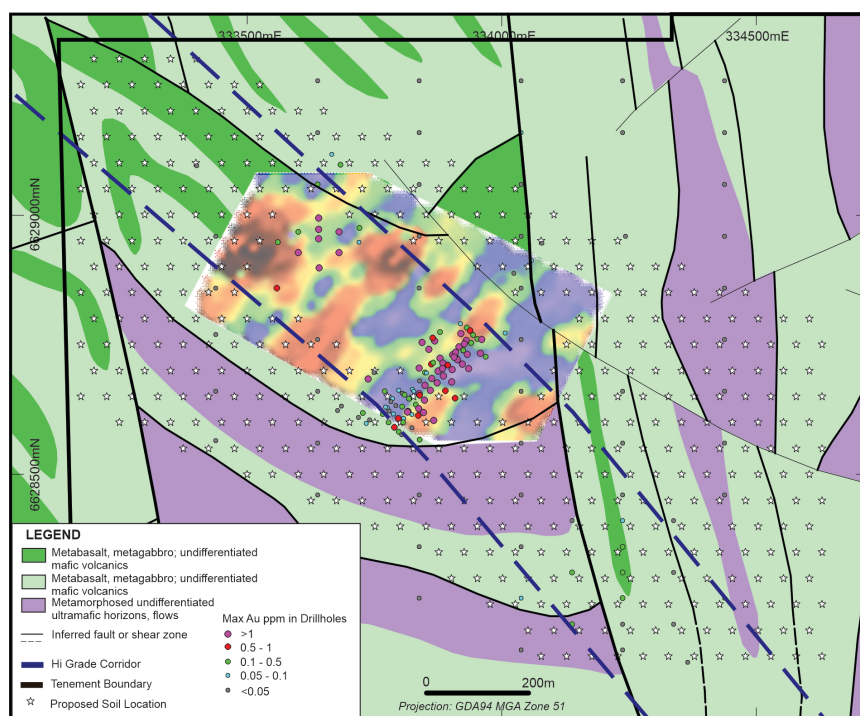 333500mE
334000mE
334500mE
6629000mN
6628500mN
LEGEND
Metabasalt, metagabbro; undifferentiated
mafic volcanics
Metabasalt, metagabbro; undifferentiated
mafic volcanics
Metamorphosed undifferentiated
ultramafic horizons, flows
Inferred fault or shear zone
Hi Grade Corridor
Tenement Boundary
Proposed Soil Location
Max Au ppm in Drillholes
>1
0.5 - 1
0.1 - 0.5
0.05 - 0.1
<0.05
0
200m
Projection: GDA94 MGA Zone 51